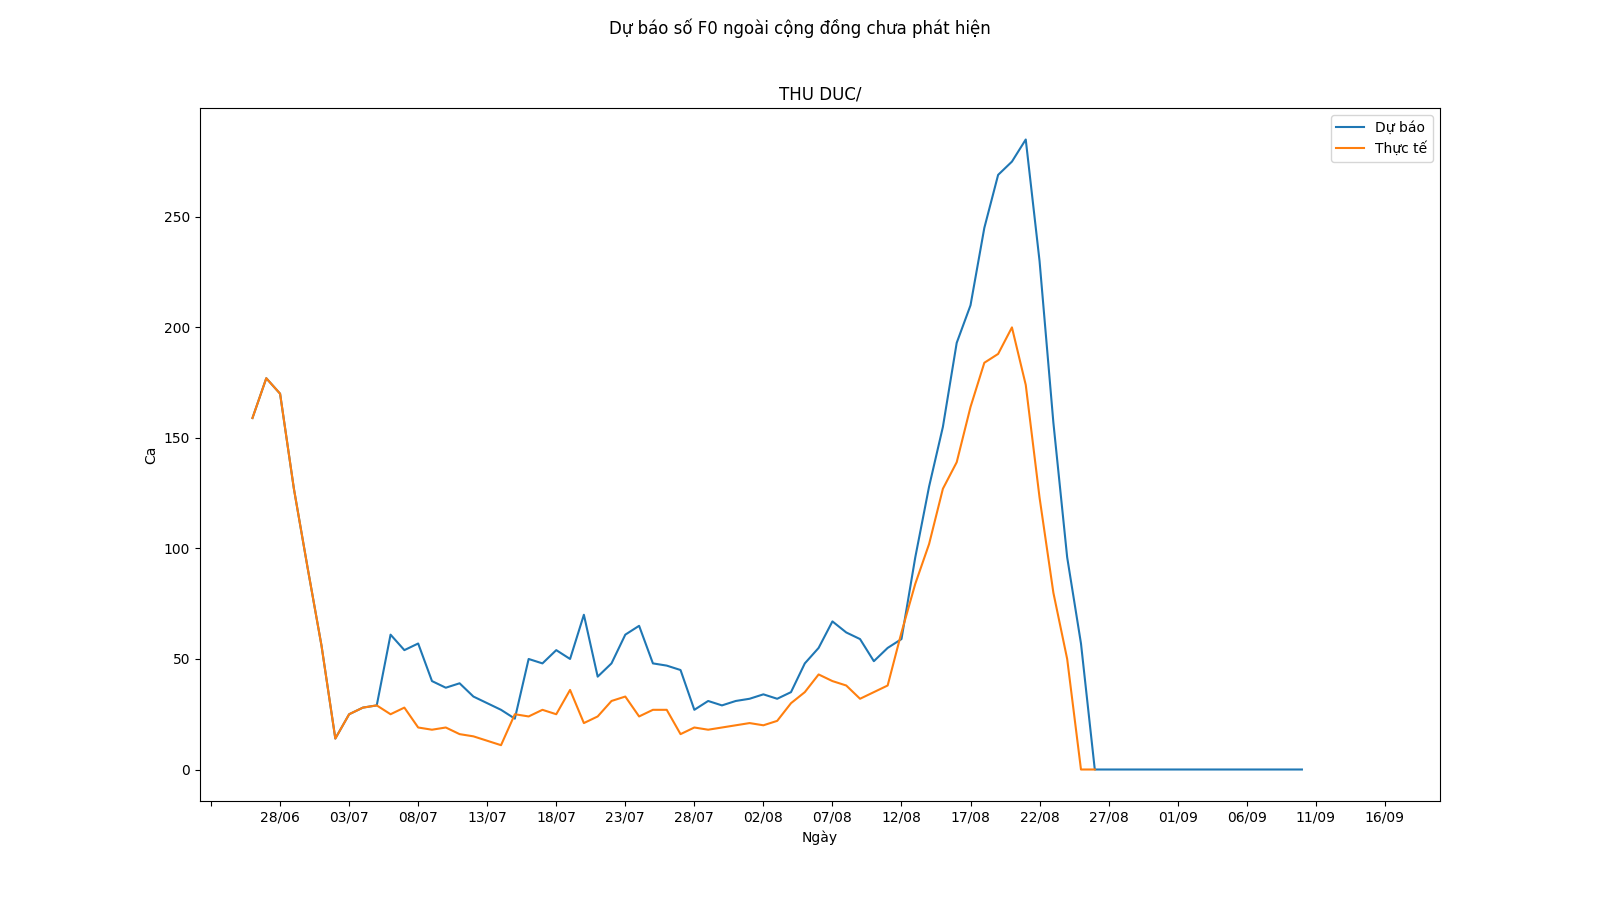 Dự báo số F0 ngoài cộng đồng chưa phát hiện
THU DUC/
Dự báo
Thực tế
250
200
150
100
50
0
Ca
28/06 03/07 08/07 13/07 18/07 23/07 28/07 02/08 07/08 12/08 17/08 22/08 27/08 01/09 06/09 11/09 16/09
Ngày